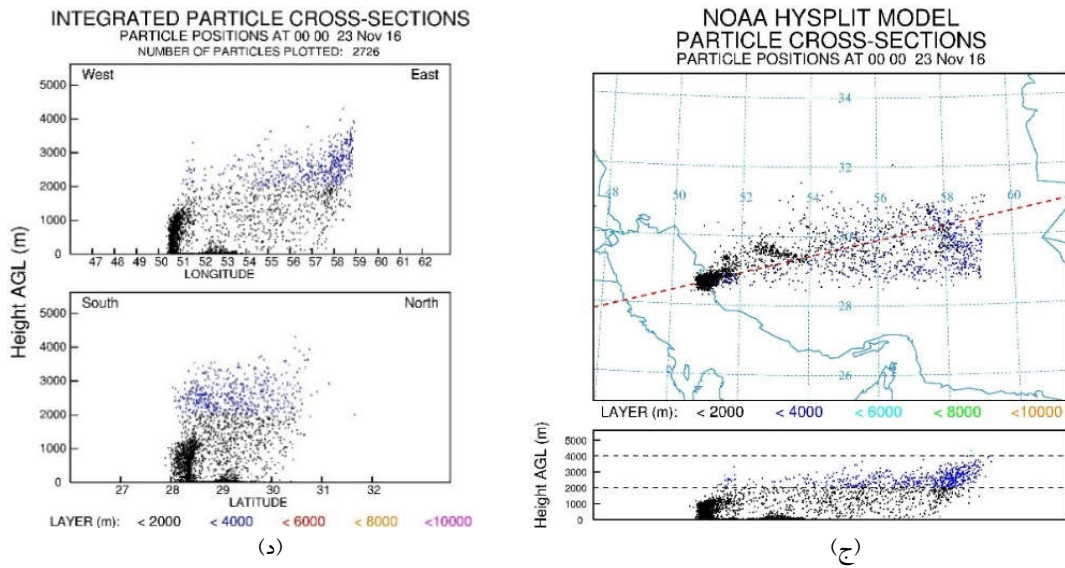 INTEGRATED PARTICLE CROSS-SECTIONS
PARTICLE POSITIONS AT 00 00 23 Nov 16
NUMBER OF PARTICLES PLOTTED: 2726
West East
5000
4000
3000
2000
1000
0
47 48 49 50 51 52 53 54 55 56 57 58 59 60 61 62
LONGITUDE
Height AGL (m)
South North
5000
4000
3000
2000
1000
0
27 28 29 30 31 32
LATITUDE
LAYER (m): < 2000 < 4000 < 6000 < 8000 <10000
(د)
NOAA HYSPLIT MODEL
PARTICLE CROSS-SECTIONS
PARTICLE POSITIONS AT 00 00 23 Nov 16
34
32
48 50 52 54 56 58 60
30
28
26
LAYER (m): < 2000 < 4000 < 6000 < 8000 <10000
Height AGL (m)
5000
4000
3000
2000
1000
0
(ج)